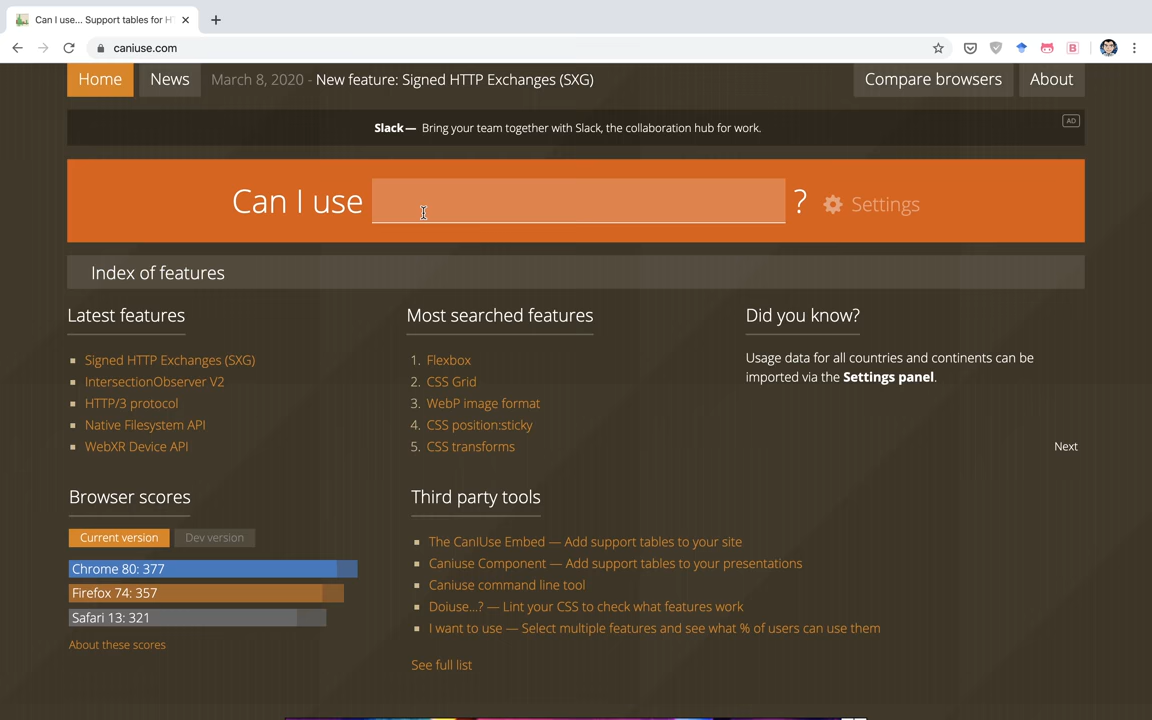 Can I use... Support tables for HT
caniuse.com
Home News March 8, 2020 - New feature: Signed HTTP Exchanges (SXG) Compare browsers About
Slack— Bring your team together with Slack, the collaboration hub for work. AD
Can I use ? Settings
Index of features
Latest features
Signed HTTP Exchanges (SXG)
IntersectionObserver V2
HTTP/3 protocol
Native Filesystem API
WebXR Device API
Most searched features
1. Flexbox
2. CSS Grid
3. WebP image format
4. CSS position:sticky
5. CSS transforms
Did you know?
Usage data for all countries and continents can be
imported via the Settings panel.
Next
Browser scores
Current version Dev version
Chrome 80: 377
Firefox 74: 357
Safari 13: 321
About these scores
Third party tools
The CanIUse Embed — Add support tables to your site
Caniuse Component — Add support tables to your presentations
Caniuse command line tool
Doiuse...? — Lint your CSS to check what features work
I want to use — Select multiple features and see what % of users can use them
See full list